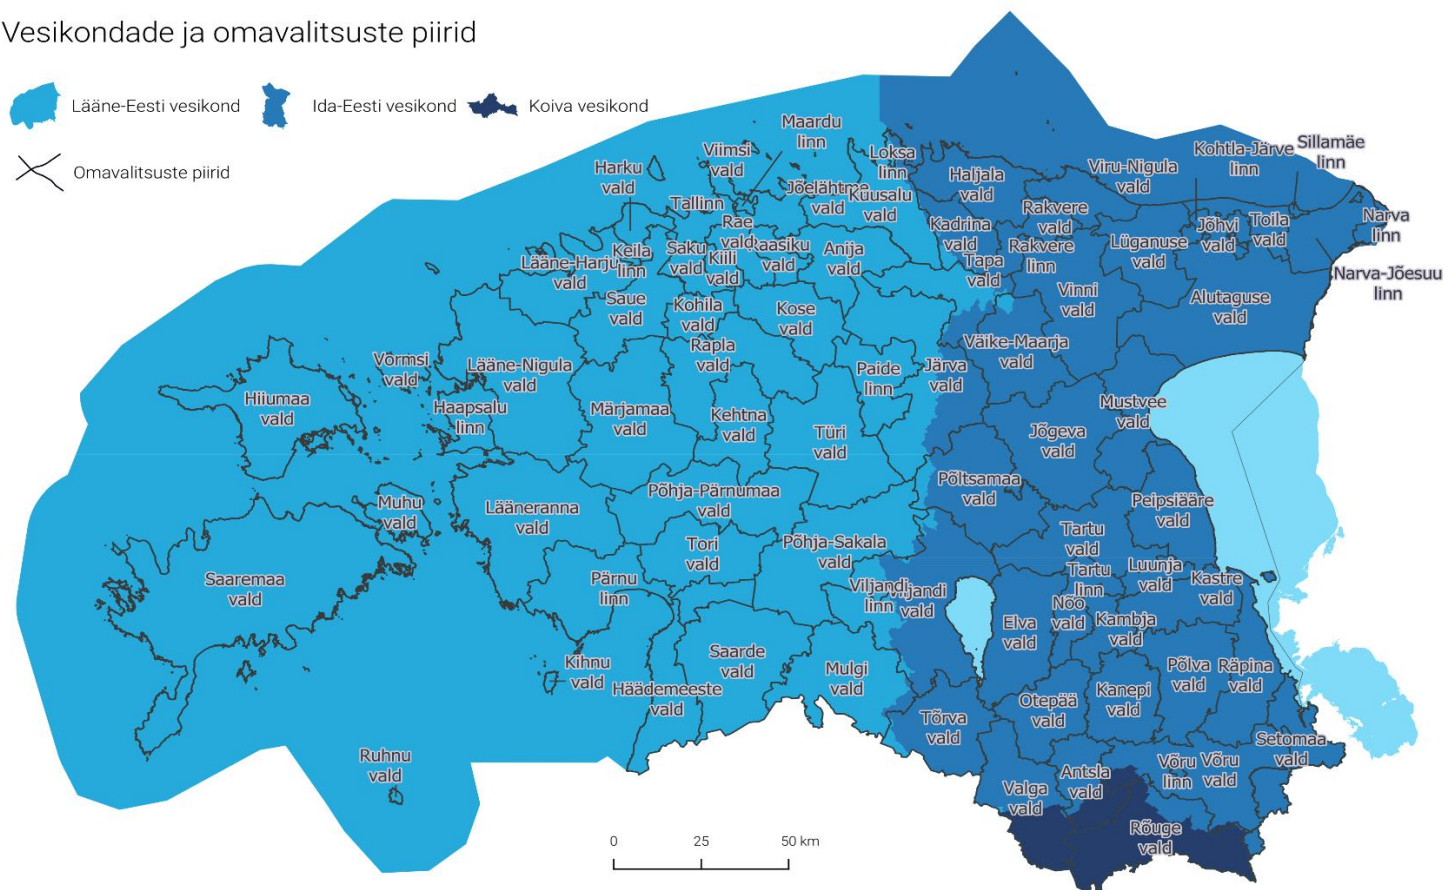 Vesikondade ja omavalitsuste piirid
Lääne-Eesti vesikond
Ida-Eesti vesikond
Koiva vesikond
Omavalitsuste piirid
Maardu
linn
Viimsi
vald
Harku
vald
Loksa
linn
Haljala
vald
Viru-Nigula
vald
Kohtla-Järve
linn
Sillamäe
linn
Tallinn
Jõelähtme
vald
Kuusalu
vald
Rakvere
vald
Kadrina
vald
Jõhvi
vald
Toila
vald
Narva
linn
Rae
vald
Raasiku
vald
Anija
vald
Saku
vald
Kiili
vald
Keila
linn
Lääne-Harju
vald
Tapa
vald
Rakvere
linn
Lüganuse
vald
Narva-Jõesuu
linn
Saue
vald
Kohila
vald
Kose
vald
Vinni
vald
Alutaguse
vald
Rapla
vald
Väike-Maarja
vald
Vormsi
vald
Lääne-Nigula
vald
Paide
linn
Järva
vald
Hiiumaa
vald
Haapsalu
linn
Märjamaa
vald
Kehtna
vald
Türi
vald
Mustvee
vald
Jõgeva
vald
Põltsamaa
vald
Muhu
vald
Lääneranna
vald
Põhja-Pärnumaa
vald
Peipsiääre
vald
Tori
vald
Põhja-Sakala
vald
Tartu
vald
Saaremaa
vald
Pärnu
linn
Viljandi
linn
Viljandi
vald
Tartu
linn
Luunja
vald
Kastre
vald
Elva
vald
Nõo
vald
Kambja
vald
Kihnu
vald
Häädemeeste
vald
Saarde
vald
Mulgi
vald
Põlva
vald
Räpina
vald
Otepää
vald
Kanepi
vald
Tõrva
vald
Setomaa
vald
Ruhnu
vald
Valga
vald
Antsla
vald
Võru
linn
Võru
vald
Rõuge
vald
0 25 50 km